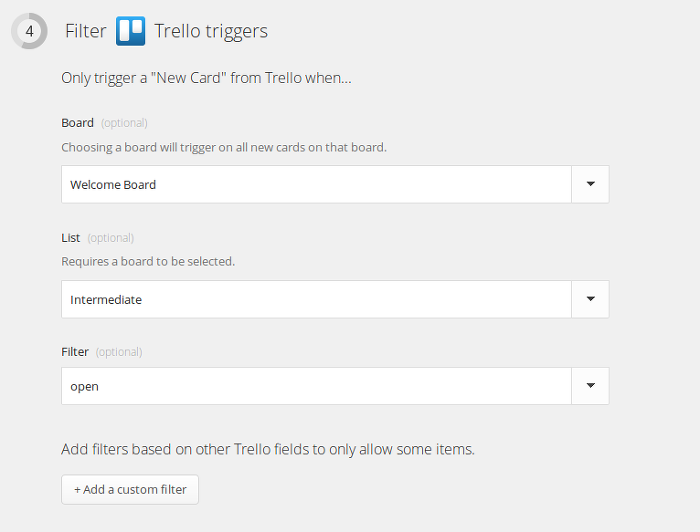 4 Filter Trello triggers
Only trigger a "New Card" from Trello when...
Board (optional)
Choosing a board will trigger on all new cards on that board.
Welcome Board
List (optional)
Requires a board to be selected.
Intermediate
Filter (optional)
open
Add filters based on other Trello fields to only allow some items.
+ Add a custom filter